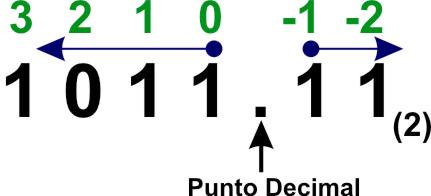 3 2 1 0 -1 -2
1 0 1 1 . 1 1 (2)
Punto Decimal